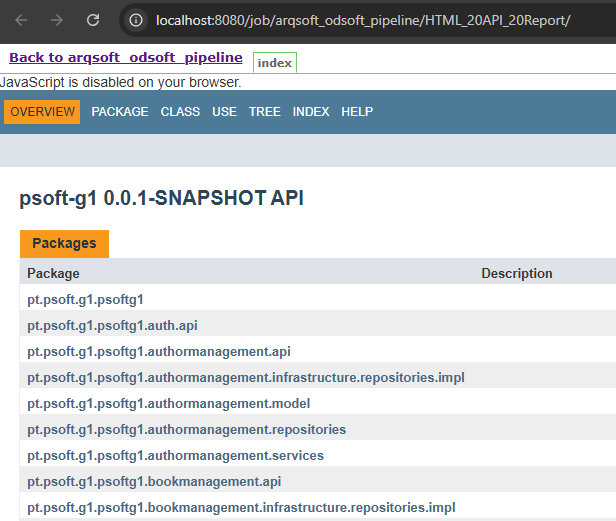 localhost:8080/job/arqsoft_odsoft_pipeline/HTML_20API_20Report/
Back to arqsoft_odsoft_pipeline index
JavaScript is disabled on your browser.
OVERVIEW PACKAGE CLASS USE TREE INDEX HELP
psoft-g1 0.0.1-SNAPSHOT API
Packages
Package Description
pt.psoft.g1.psoftg1
pt.psoft.g1.psoftg1.auth.api
pt.psoft.g1.psoftg1.authormanagement.api
pt.psoft.g1.psoftg1.authormanagement.infrastructure.repositories.impl
pt.psoft.g1.psoftg1.authormanagement.model
pt.psoft.g1.psoftg1.authormanagement.repositories
pt.psoft.g1.psoftg1.authormanagement.services
pt.psoft.g1.psoftg1.bookmanagement.api
pt.psoft.g1.psoftg1.bookmanagement.infrastructure.repositories.impl